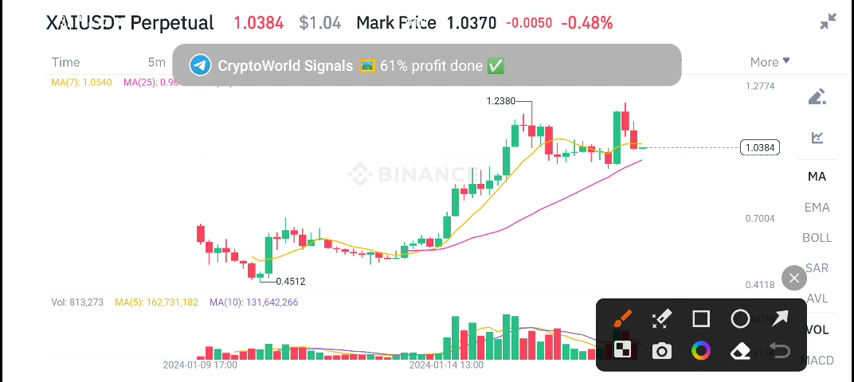 XAIUSDT Perpetual 1.0384 $1.04 Mark Price 1.0370 -0.0050 -0.48%
CryptoWorld Signals 61% profit done ✅
Time 5m More
MA(7): 1.0540 MA(25): 0.98
1.2774
1.2380
1.0384
BINANCE
MA
EMA
0.7004
BOLL
SAR
0.4512
0.4118
AVL
Vol: 813,273 MA(5): 162,731,182 MA(10): 131,642,266
VOL
MACD
2024-01-09 17:00 2024-01-14 13:00